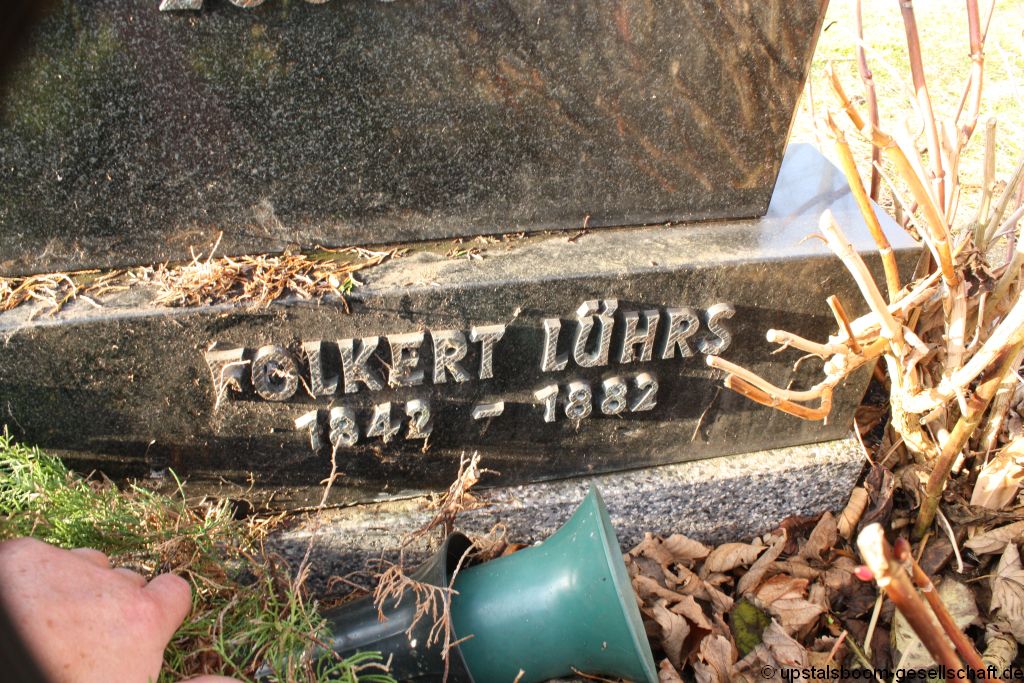 FOLKERT LÜHRS
1842 - 1882
© upstalsboom-gesellschaft.de